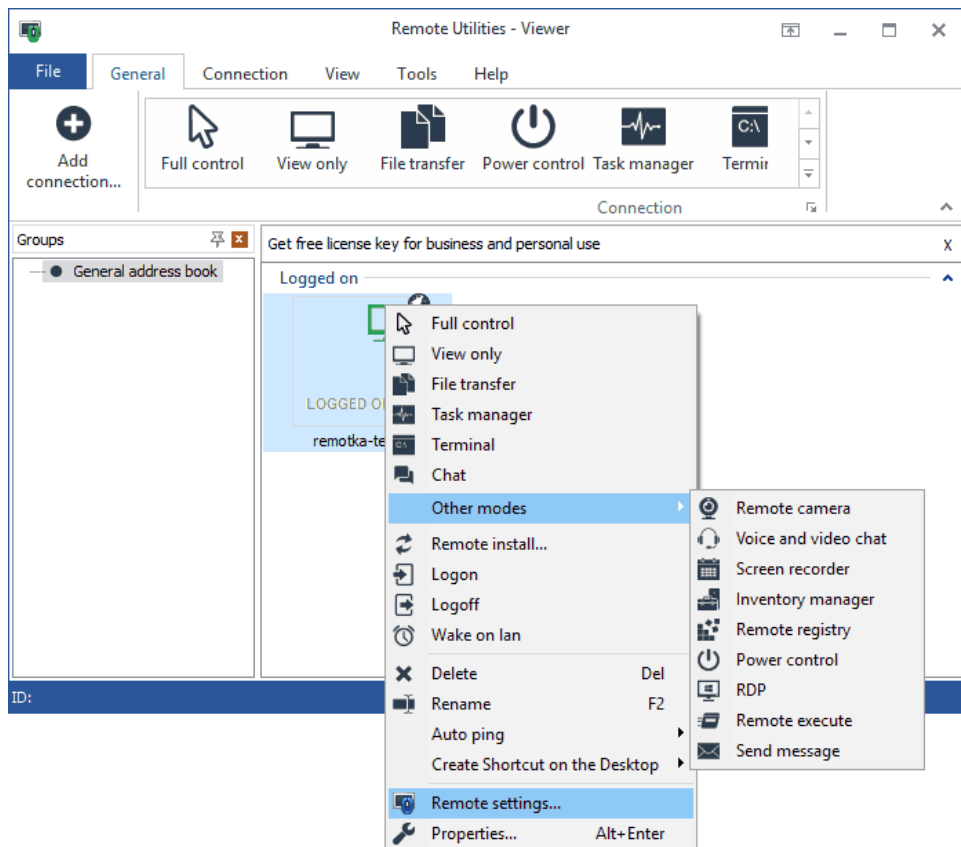 Remote Utilities - Viewer
File General Connection View Tools Help
Add connection...
Full control
View only
File transfer
Power control
Task manager
C:\
Connection
Groups
General address book
Get free license key for business and personal use
X
Logged on
LOGGED
Full control
View only
File transfer
Task manager
C:\
Terminal
Chat
Other modes
Remote install...
Logon
Logoff
Wake on lan
Delete Del
Rename F2
Auto ping
Create Shortcut on the Desktop
Remote settings...
Properties... Alt+Enter
Remote camera
Voice and video chat
Screen recorder
Inventory manager
Remote registry
Power control
RDP
Remote execute
Send message
ID: